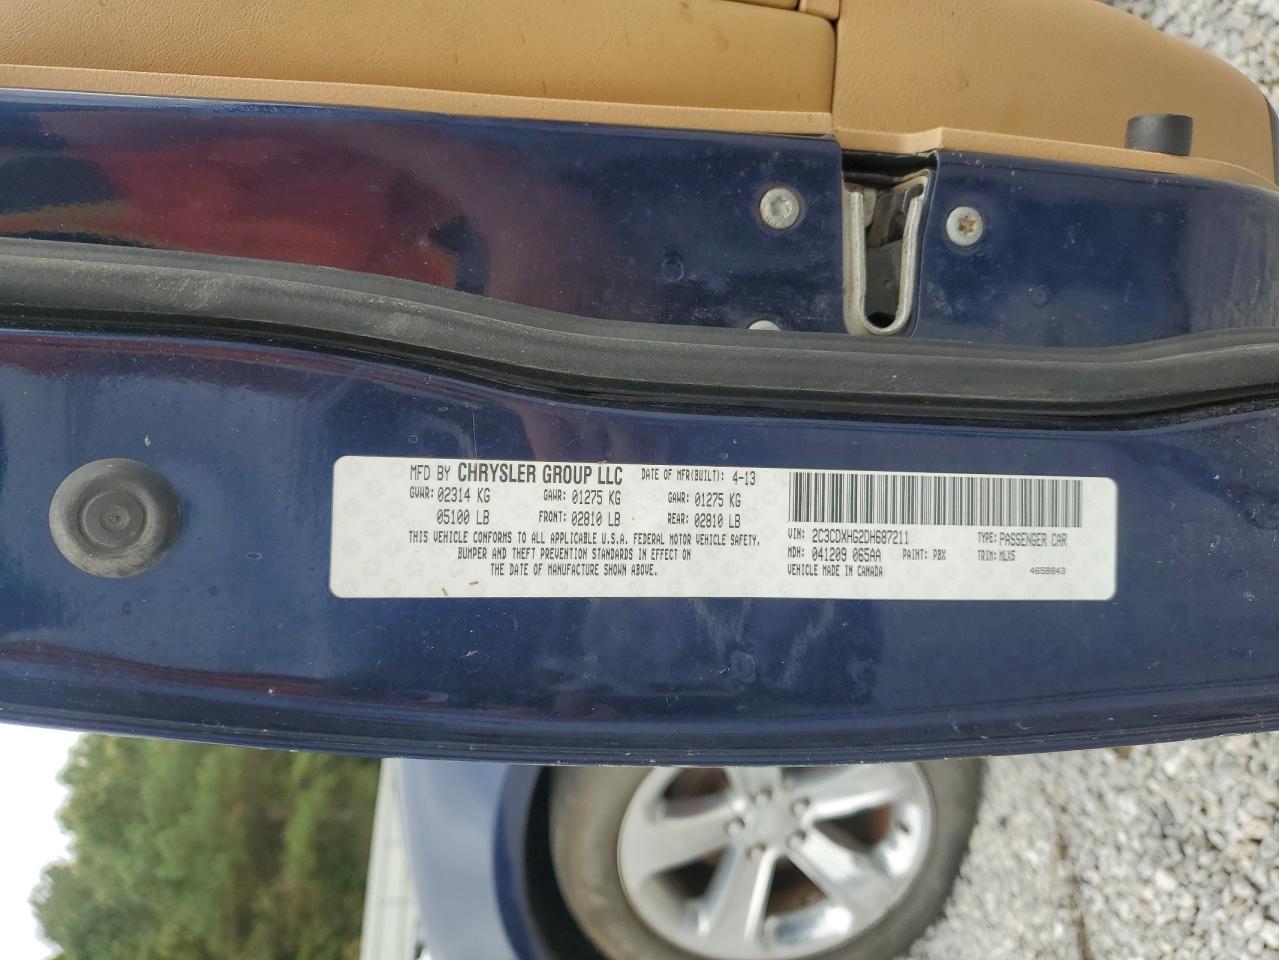 MFD BY CHRYSLER GROUP LLC DATE OF MFR(BUILT): 4-13
GVWR: 02314 KG GAWR: 01275 KG GAWR: 01275 KG
05100 LB FRONT: 02810 LB REAR: 02810 LB
THIS VEHICLE CONFORMS TO ALL APPLICABLE U.S.A. FEDERAL MOTOR VEHICLE SAFETY,
BUMPER AND THEFT PREVENTION STANDARDS IN EFFECT ON
THE DATE OF MANUFACTURE SHOWN ABOVE.
VIN: 2C3CDXHG2DH687211 TYPE: PASSENGER CAR
MDH: 041209 065AA PAINT: PBX TRIM: MLX5
VEHICLE MADE IN CANADA 4658843